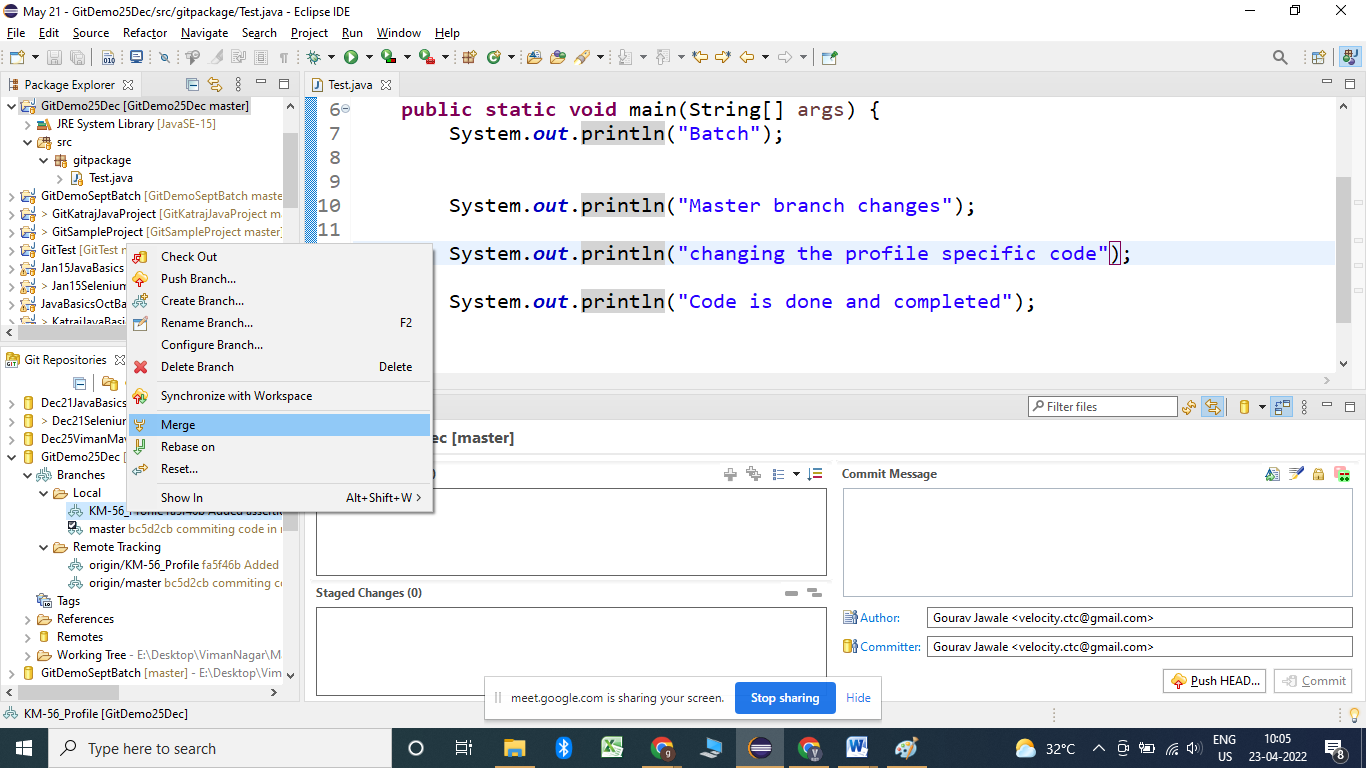 May 21 - GitDemo25Dec/src/gitpackage/Test.java - Eclipse IDE
File Edit Source Refactor Navigate Search Project Run Window Help
Package Explorer
GitDemo25Dec [GitDemo25Dec master]
JRE System Library [JavaSE-15]
src
gitpackage
Test.java
GitDemoSeptBatch [GitDemoSeptBatch maste
> GitKatrajJavaProject [GitKatrajJavaProject m
> GitSampleProject [GitSampleProject master]
GitTest [GitTest m
Jan15JavaBasics
> Jan15Selenium
JavaBasicsOctBa
> KatrajJavaBasi
Test.java
6 public static void main(String[] args) {
7 System.out.println("Batch");
8
9
10 System.out.println("Master branch changes");
11
System.out.println("changing the profile specific code");
System.out.println("Code is done and completed");
Check Out
Push Branch...
Create Branch...
Rename Branch... F2
Configure Branch...
Delete Branch Delete
Synchronize with Workspace
Merge
Rebase on
Reset...
Show In Alt+Shift+W >
Git Repositories
Dec21JavaBasics
> Dec21Selenium
Dec25VimanMav
GitDemo25Dec [
Branches
Local
KM-56_Profile fa5f46b Added assertk
master bc5d2cb commiting code in r
Remote Tracking
origin/KM-56_Profile fa5f46b Added
origin/master bc5d2cb commiting co
Tags
References
Remotes
Working Tree - E:\Desktop\VimanNagar\M
GitDemoSeptBatch [master] - E:\Desktop\Vim
Filter files
ec [master]
Commit Message
Staged Changes (0)
Author: Gourav Jawale <velocity.ctc@gmail.com>
Committer: Gourav Jawale <velocity.ctc@gmail.com>
Push HEAD... Commit
meet.google.com is sharing your screen. Stop sharing Hide
KM-56_Profile [GitDemo25Dec]
Type here to search
32°C
ENG
US
10:05
23-04-2022
8